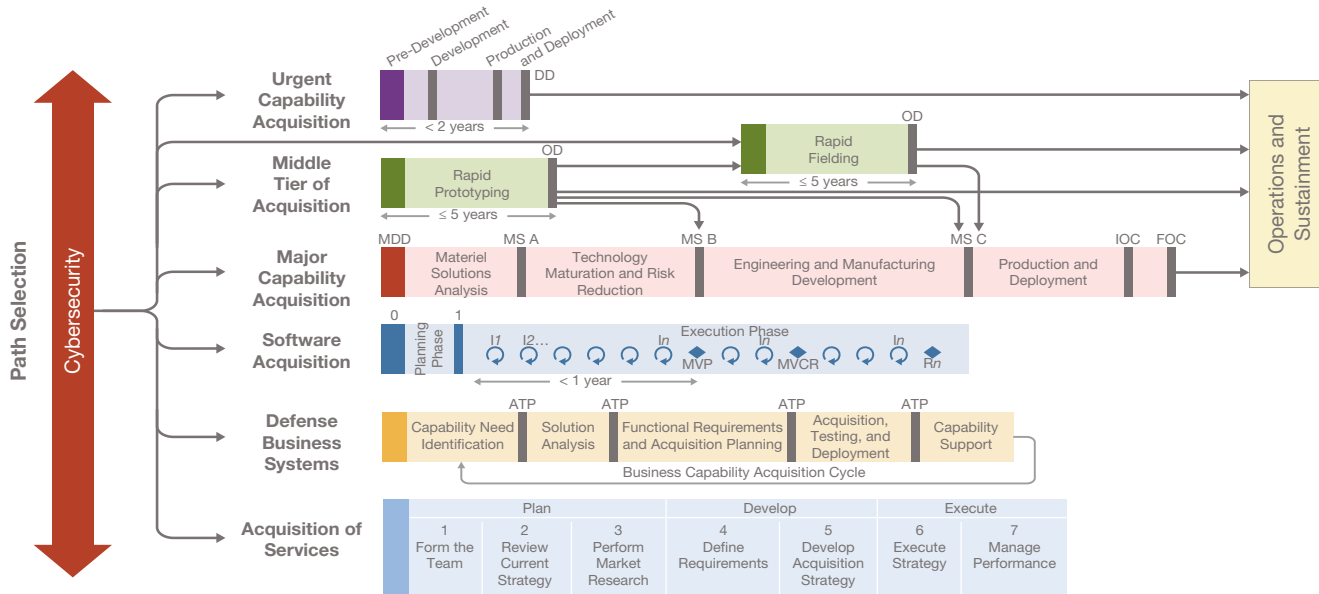 Path Selection
Cybersecurity
Pre-Development
Development
Production
and Deployment
Urgent
Capability
Acquisition
DD
< 2 years
Middle
Tier of
Acquisition
OD
Rapid
Prototyping
≤ 5 years
OD
Rapid
Fielding
≤ 5 years
Operations and
Sustainment
Major
Capability
Acquisition
MDD
MS A
MS B
MS C
IOC
FOC
Materiel
Solutions
Analysis
Technology
Maturation and Risk
Reduction
Engineering and Manufacturing
Development
Production and
Deployment
Software
Acquisition
0
1
Planning
Phase
Execution Phase
I1
I2...
In
In
In
MVP
MVCR
Rn
< 1 year
Defense
Business
Systems
ATP
ATP
ATP
ATP
Capability Need
Identification
Solution
Analysis
Functional Requirements
and Acquisition Planning
Acquisition,
Testing, and
Deployment
Capability
Support
Business Capability Acquisition Cycle
Acquisition of
Services
Plan
Develop
Execute
1
Form the
Team
2
Review
Current
Strategy
3
Perform
Market
Research
4
Define
Requirements
5
Develop
Acquisition
Strategy
6
Execute
Strategy
7
Manage
Performance